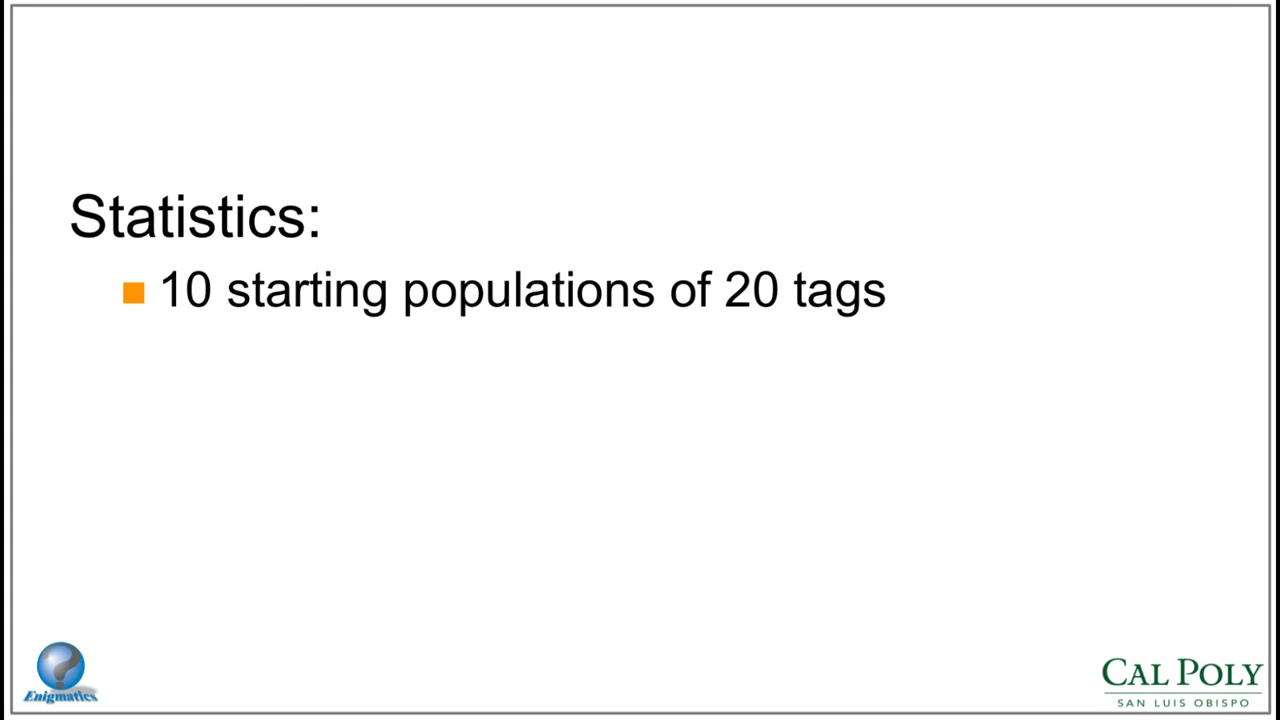 Statistics:
10 starting populations of 20 tags
Enigmatics
CAL POLY
SAN LUIS OBISPO